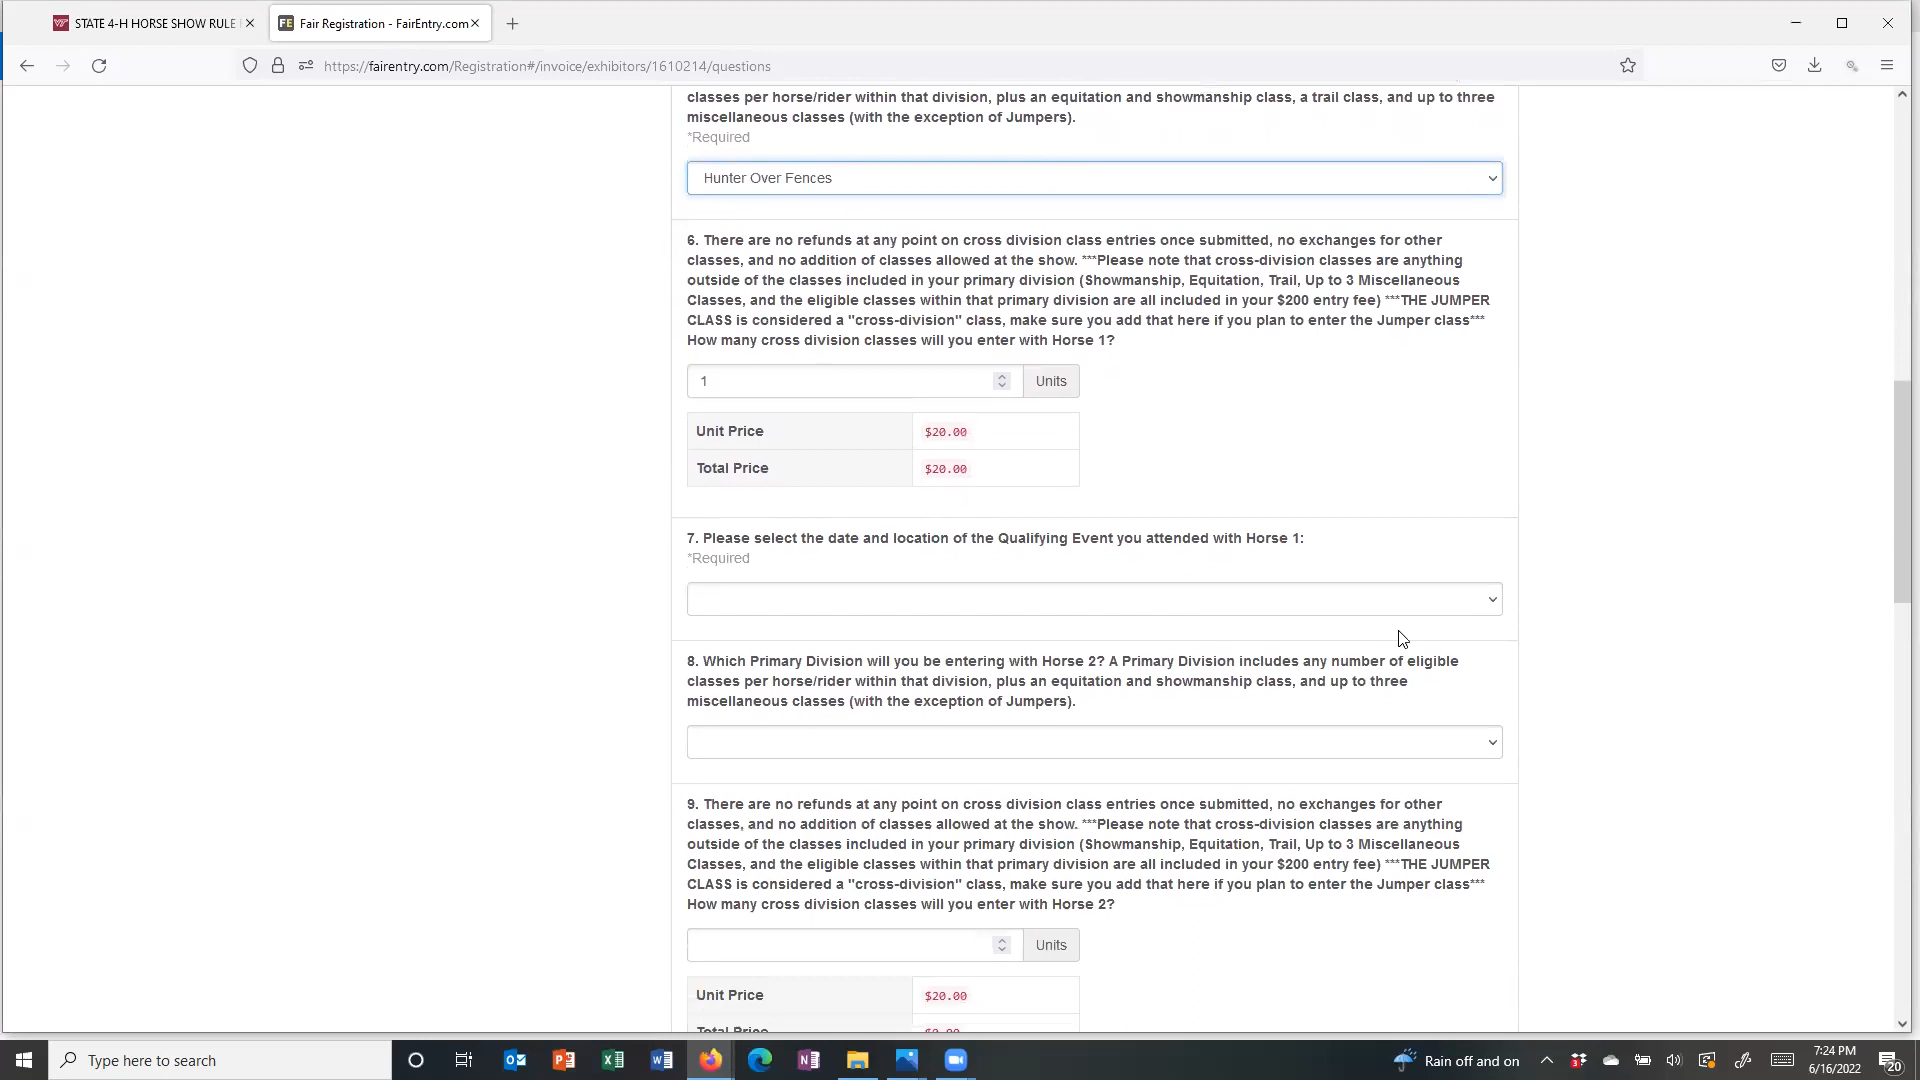 STATE 4-H HORSE SHOW RULE
Fair Registration - FairEntry.com
https://fairentry.com/Registration#/invoice/exhibitors/1610214/questions
classes per horse/rider within that division, plus an equitation and showmanship class, a trail class, and up to three
miscellaneous classes (with the exception of Jumpers).
*Required
Hunter Over Fences
6. There are no refunds at any point on cross division class entries once submitted, no exchanges for other
classes, and no addition of classes allowed at the show. ***Please note that cross-division classes are anything
outside of the classes included in your primary division (Showmanship, Equitation, Trail, Up to 3 Miscellaneous
Classes, and the eligible classes within that primary division are all included in your $200 entry fee) ***THE JUMPER
CLASS is considered a "cross-division" class, make sure you add that here if you plan to enter the Jumper class***
How many cross division classes will you enter with Horse 1?
1 Units
Unit Price $20.00
Total Price $20.00
7. Please select the date and location of the Qualifying Event you attended with Horse 1:
*Required
8. Which Primary Division will you be entering with Horse 2? A Primary Division includes any number of eligible
classes per horse/rider within that division, plus an equitation and showmanship class, and up to three
miscellaneous classes (with the exception of Jumpers).
9. There are no refunds at any point on cross division class entries once submitted, no exchanges for other
classes, and no addition of classes allowed at the show. ***Please note that cross-division classes are anything
outside of the classes included in your primary division (Showmanship, Equitation, Trail, Up to 3 Miscellaneous
Classes, and the eligible classes within that primary division are all included in your $200 entry fee) ***THE JUMPER
CLASS is considered a "cross-division" class, make sure you add that here if you plan to enter the Jumper class***
How many cross division classes will you enter with Horse 2?
Units
Unit Price $20.00
Total Price $0.00
Type here to search
Rain off and on
7:24 PM
6/16/2022
20